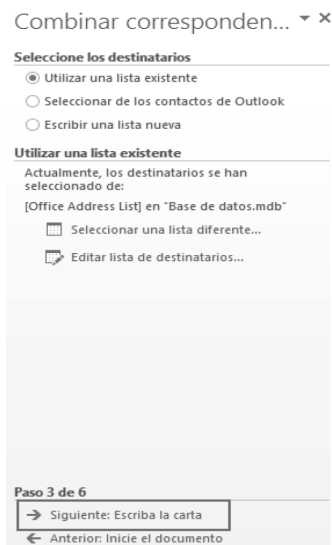 Combinar corresponden...
Seleccione los destinatarios
Utilizar una lista existente
Seleccionar de los contactos de Outlook
Escribir una lista nueva
Utilizar una lista existente
Actualmente, los destinatarios se han
seleccionado de:
[Office Address List] en "Base de datos.mdb"
Seleccionar una lista diferente...
Editar lista de destinatarios...
Paso 3 de 6
Siguiente: Escriba la carta
Anterior: Inicie el documento